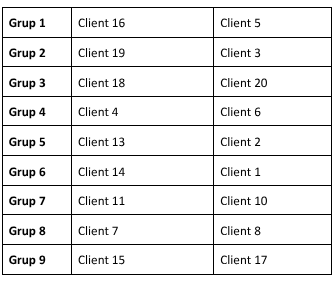 Grup 1 Client 16 Client 5
Grup 2 Client 19 Client 3
Grup 3 Client 18 Client 20
Grup 4 Client 4 Client 6
Grup 5 Client 13 Client 2
Grup 6 Client 14 Client 1
Grup 7 Client 11 Client 10
Grup 8 Client 7 Client 8
Grup 9 Client 15 Client 17